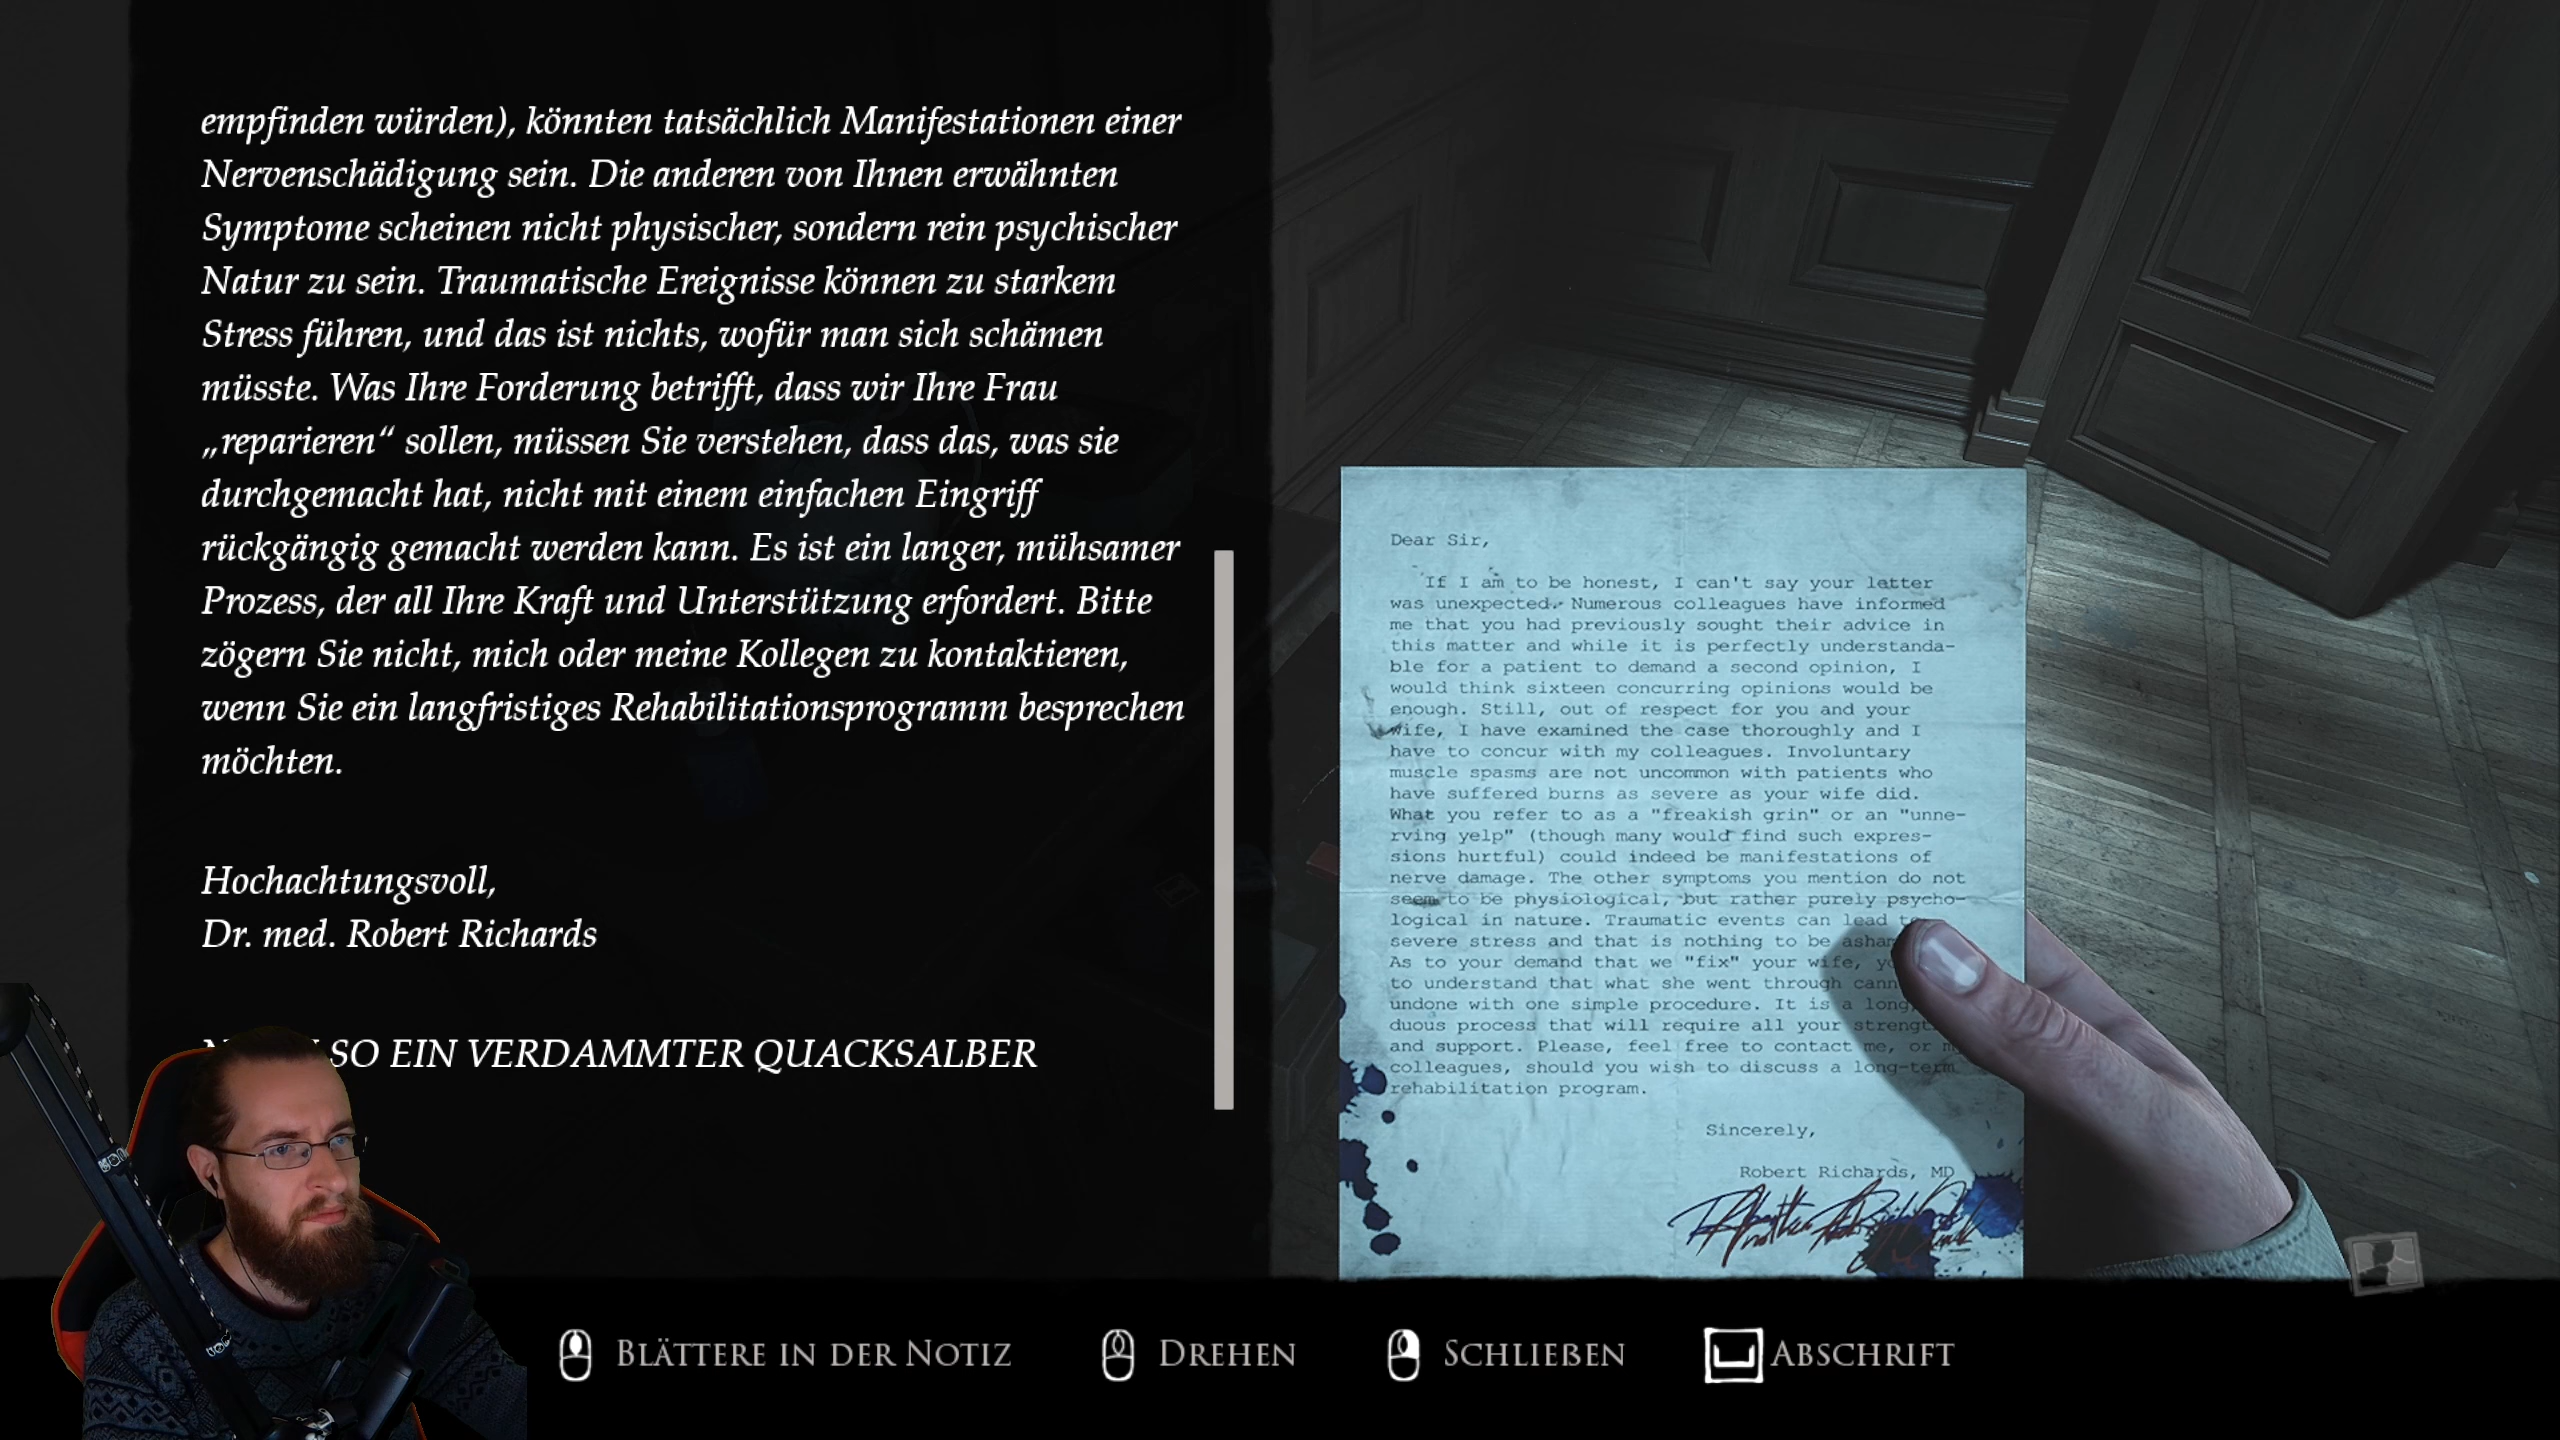 empfinden würden), könnten tatsächlich Manifestationen einer
Nervenschädigung sein. Die anderen von Ihnen erwähnten
Symptome scheinen nicht physischer, sondern rein psychischer
Natur zu sein. Traumatische Ereignisse können zu starkem
Stress führen, und das ist nichts, wofür man sich schämen
müsste. Was Ihre Forderung betrifft, dass wir Ihre Frau
„reparieren“ sollen, müssen Sie verstehen, dass das, was sie
durchgemacht hat, nicht mit einem einfachen Eingriff
rückgängig gemacht werden kann. Es ist ein langer, mühsamer
Prozess, der all Ihre Kraft und Unterstützung erfordert. Bitte
zögern Sie nicht, mich oder meine Kollegen zu kontaktieren,
wenn Sie ein langfristiges Rehabilitationsprogramm besprechen
möchten.
Hochachtungsvoll,
Dr. med. Robert Richards
SO EIN VERDAMMTER QUACKSALBER
Dear Sir,
If I am to be honest, I can't say your letter
was unexpected. Numerous colleagues have informed
me that you had previously sought their advice in
this matter and while it is perfectly understanda-
ble for a patient to demand a second opinion, I
would think sixteen concurring opinions would be
enough. Still, out of respect for you and your
wife, I have examined the case thoroughly and I
have to concur with my colleagues. Involuntary
muscle spasms are not uncommon with patients who
have suffered burns as severe as your wife did.
What you refer to as a "freakish grin" or an "unne-
rving yelp" (though many would find such expres-
sions hurtful) could indeed be manifestations of
nerve damage. The other symptoms you mention do not
seem to be physiological, but rather purely psycho-
logical in nature. Traumatic events can lead
severe stress and that is nothing to be
As to your demand that we "fix" your wife,
to understand that what she went through
undone with one simple procedure. It is a long,
duous process that will require all your
and support. Please, feel free to contact me, or
colleagues, should you wish to discuss a long-term
rehabilitation program.
Sincerely,
Robert Richards, MD
BLÄTTERE IN DER NOTIZ
DREHEN
SCHLIEßEN
ABSCHRIFT